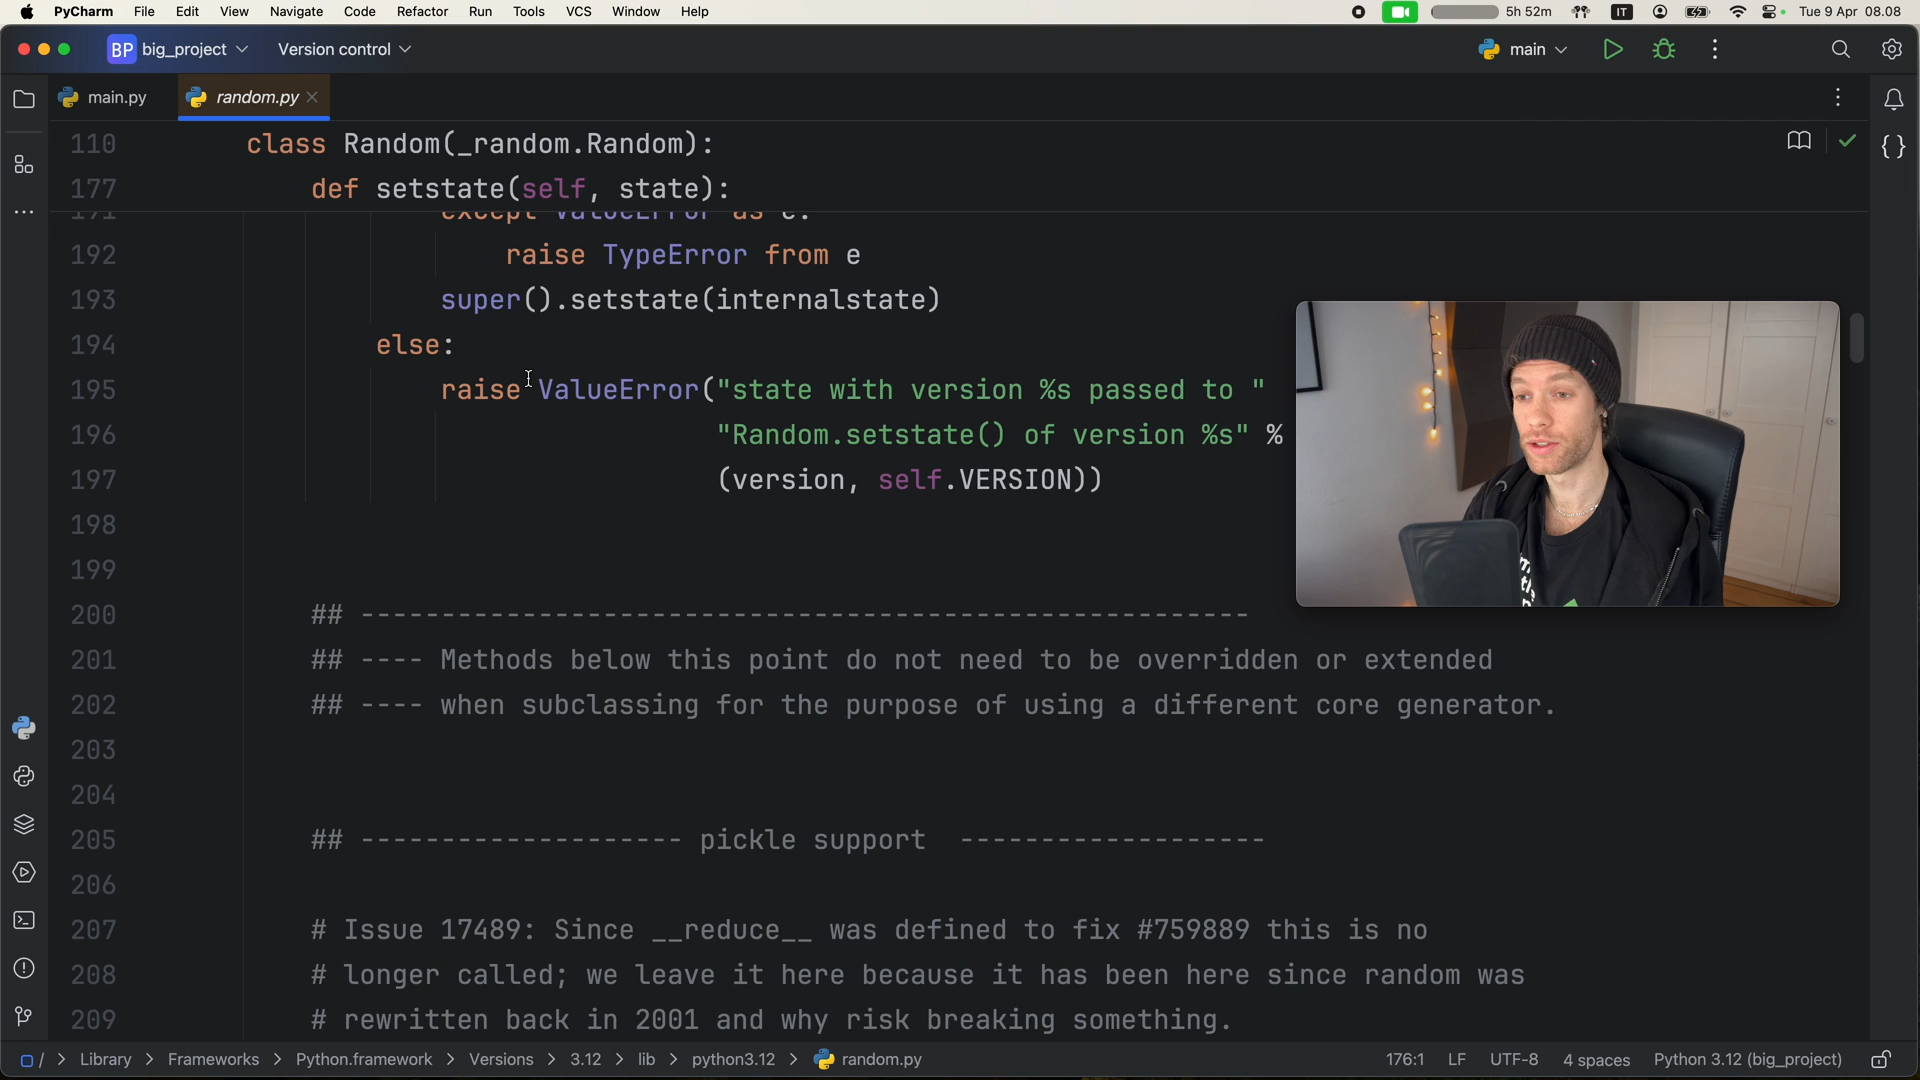 PyCharm File Edit View Navigate Code Refactor Run Tools VCS Window Help 5h 52m IT Tue 9 Apr 08.08
BP big_project Version control main
main.py random.py
110 class Random(_random.Random):
177 def setstate(self, state):
191 except ValueError as e:
192 raise TypeError from e
193 super().setstate(internalstate)
194 else:
195 raise ValueError("state with version %s passed to "
196 "Random.setstate() of version %s" %
197 (version, self.VERSION))
198
199
200 ## -------------------------------------------------------
201 ## ---- Methods below this point do not need to be overridden or extended
202 ## ---- when subclassing for the purpose of using a different core generator.
203
204
205 ## -------------------- pickle support -------------------
206
207 # Issue 17489: Since __reduce__ was defined to fix #759889 this is no
208 # longer called; we leave it here because it has been here since random was
209 # rewritten back in 2001 and why risk breaking something.
/ > Library > Frameworks > Python.framework > Versions > 3.12 > lib > python3.12 > random.py 176:1 LF UTF-8 4 spaces Python 3.12 (big_project)